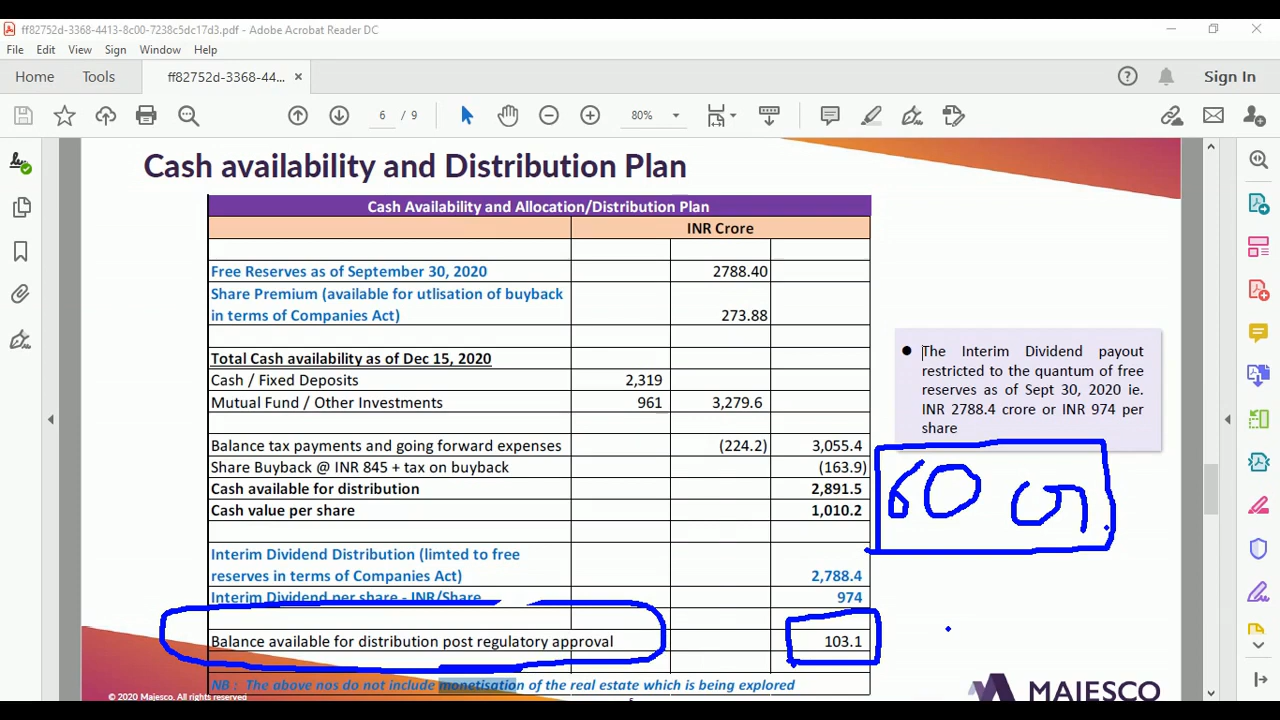 ff82752d-3368-4413-8c00-7238c5dc17d3.pdf - Adobe Acrobat Reader DC
File Edit View Sign Window Help
Home Tools ff82752d-3368-44... × Sign In
6 / 9 80%
Cash availability and Distribution Plan
Cash Availability and Allocation/Distribution Plan
INR Crore
Free Reserves as of September 30, 2020 2788.40
Share Premium (available for utlisation of buyback
in terms of Companies Act) 273.88
Total Cash availability as of Dec 15, 2020
Cash / Fixed Deposits 2,319
Mutual Fund / Other Investments 961 3,279.6
Balance tax payments and going forward expenses (224.2) 3,055.4
Share Buyback @ INR 845 + tax on buyback (163.9)
Cash available for distribution 2,891.5
Cash value per share 1,010.2
Interim Dividend Distribution (limted to free
reserves in terms of Companies Act) 2,788.4
Interim Dividend per share - INR/Share 974
Balance available for distribution post regulatory approval 103.1
NB : The above nos do not include monetisation of the real estate which is being explored
● The Interim Dividend payout
restricted to the quantum of free
reserves as of Sept 30, 2020 ie.
INR 2788.4 crore or INR 974 per
share
60 cr.
© 2020 Majesco. All rights reserved
MAJESCO